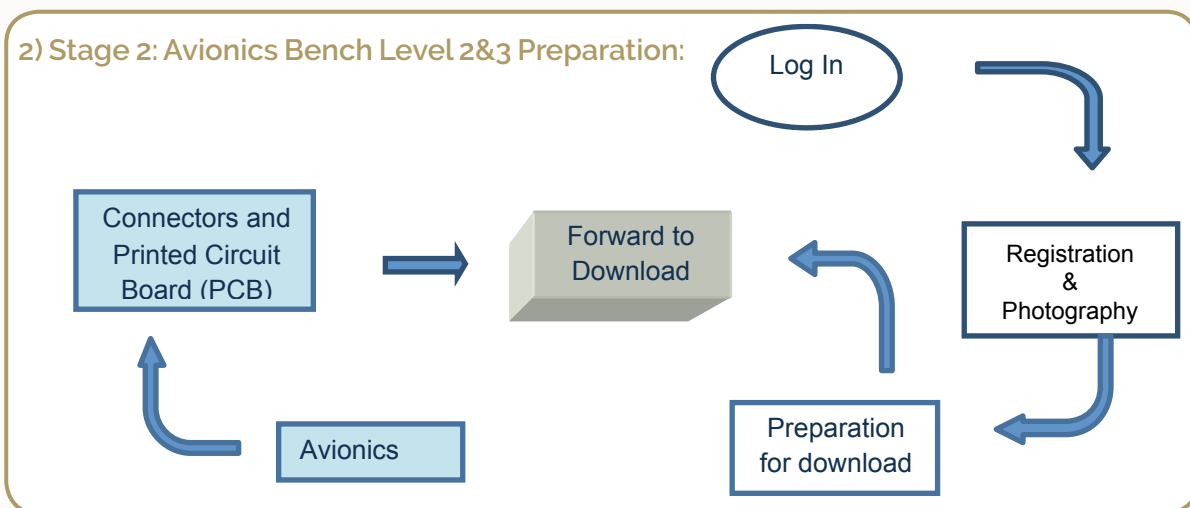 2) Stage 2: Avionics Bench Level 2&3 Preparation:
Log In
Connectors and
Printed Circuit
Board (PCB)
Forward to
Download
Registration
&
Photography
Avionics
Preparation
for download